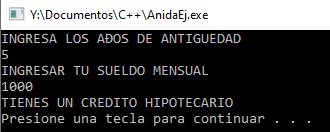 Y:\Documentos\C++\AnidaEj.exe
INGRESA LOS AÐOS DE ANTIGUEDAD
5
INGRESAR TU SUELDO MENSUAL
1000
TIENES UN CREDITO HIPOTECARIO
Presione una tecla para continuar . . .